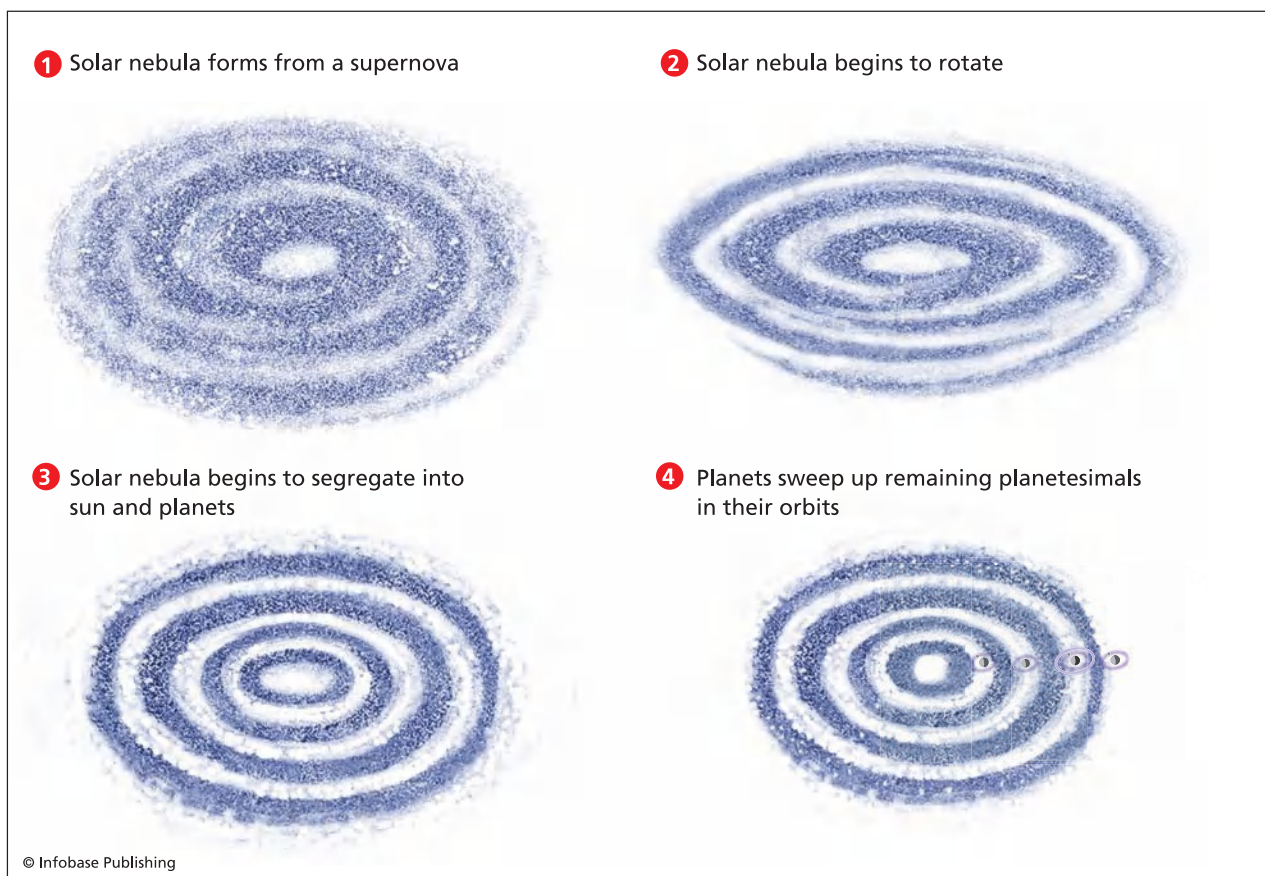 1 Solar nebula forms from a supernova
2 Solar nebula begins to rotate
3 Solar nebula begins to segregate into
sun and planets
4 Planets sweep up remaining planetesimals
in their orbits
© Infobase Publishing